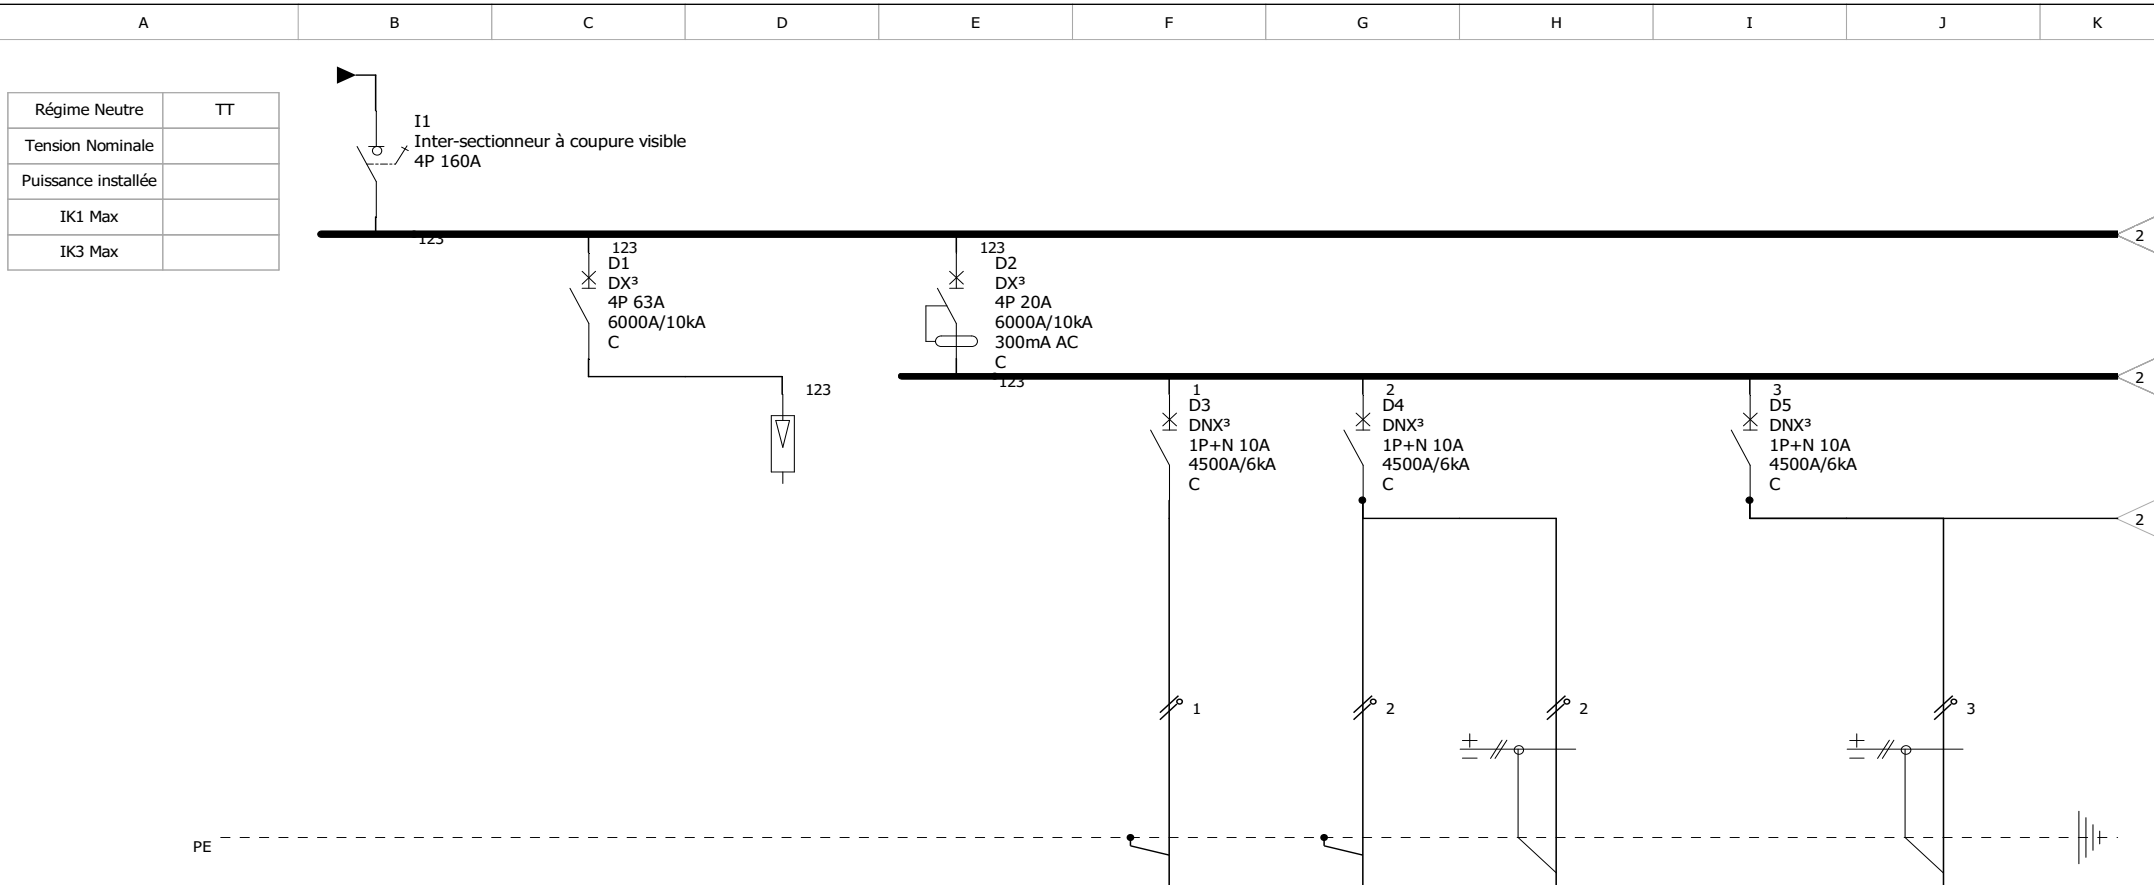 A B C D E F G H I J K
Régime Neutre TT
Tension Nominale
Puissance installée
IK1 Max
IK3 Max
I1
Inter-sectionneur à coupure visible
4P 160A
123
2
123
D1
DX³
4P 63A
6000A/10kA
C
123
123
D2
DX³
4P 20A
6000A/10kA
300mA AC
C
123
2
1
D3
DNX³
1P+N 10A
4500A/6kA
C
2
D4
DNX³
1P+N 10A
4500A/6kA
C
3
D5
DNX³
1P+N 10A
4500A/6kA
C
2
1
2
2
3
PE